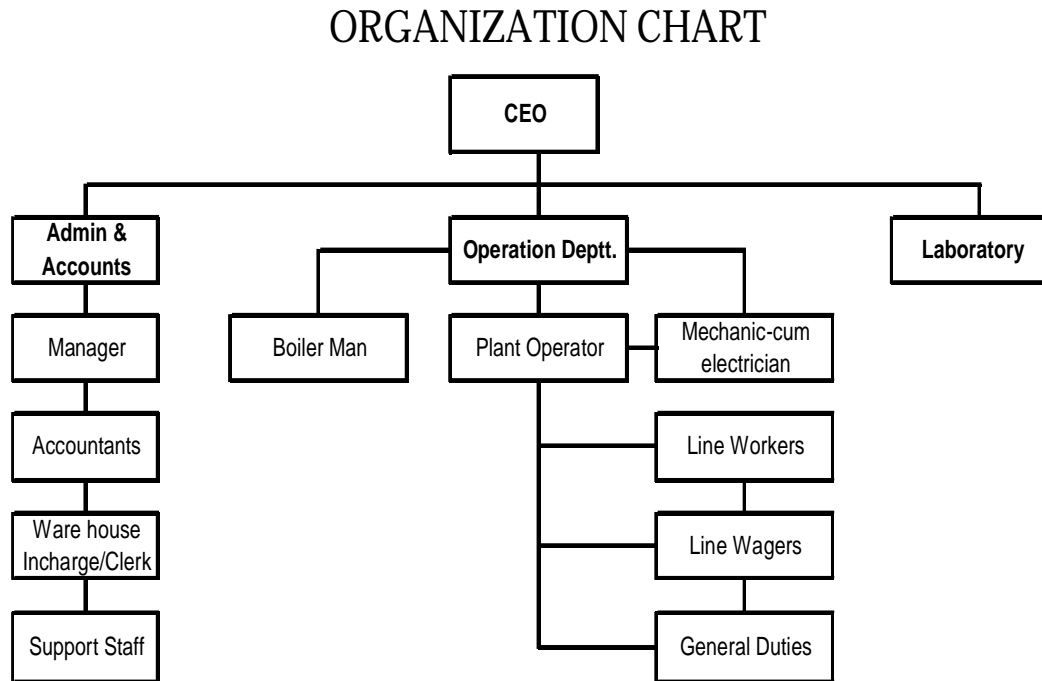 ORGANIZATION CHART
CEO
Admin &
Accounts
Operation Deptt.
Laboratory
Manager
Boiler Man
Plant Operator
Mechanic-cum
electrician
Accountants
Line Workers
Ware house
Incharge/Clerk
Line Wagers
Support Staff
General Duties